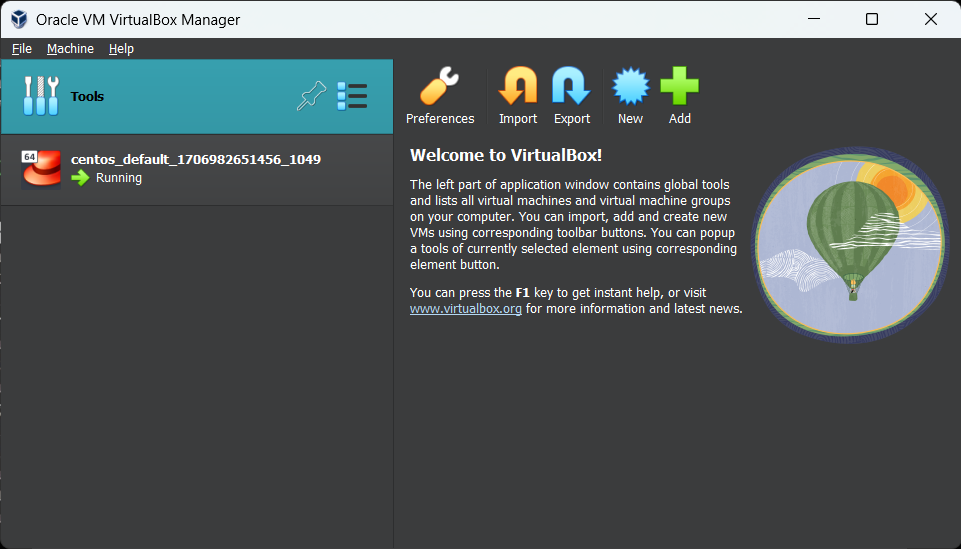 Oracle VM VirtualBox Manager
File Machine Help
Tools
Preferences Import Export New Add
64
centos_default_1706982651456_1049
Running
Welcome to VirtualBox!
The left part of application window contains global tools
and lists all virtual machines and virtual machine groups
on your computer. You can import, add and create new
VMs using corresponding toolbar buttons. You can popup
a tools of currently selected element using corresponding
element button.
You can press the F1 key to get instant help, or visit
www.virtualbox.org for more information and latest news.